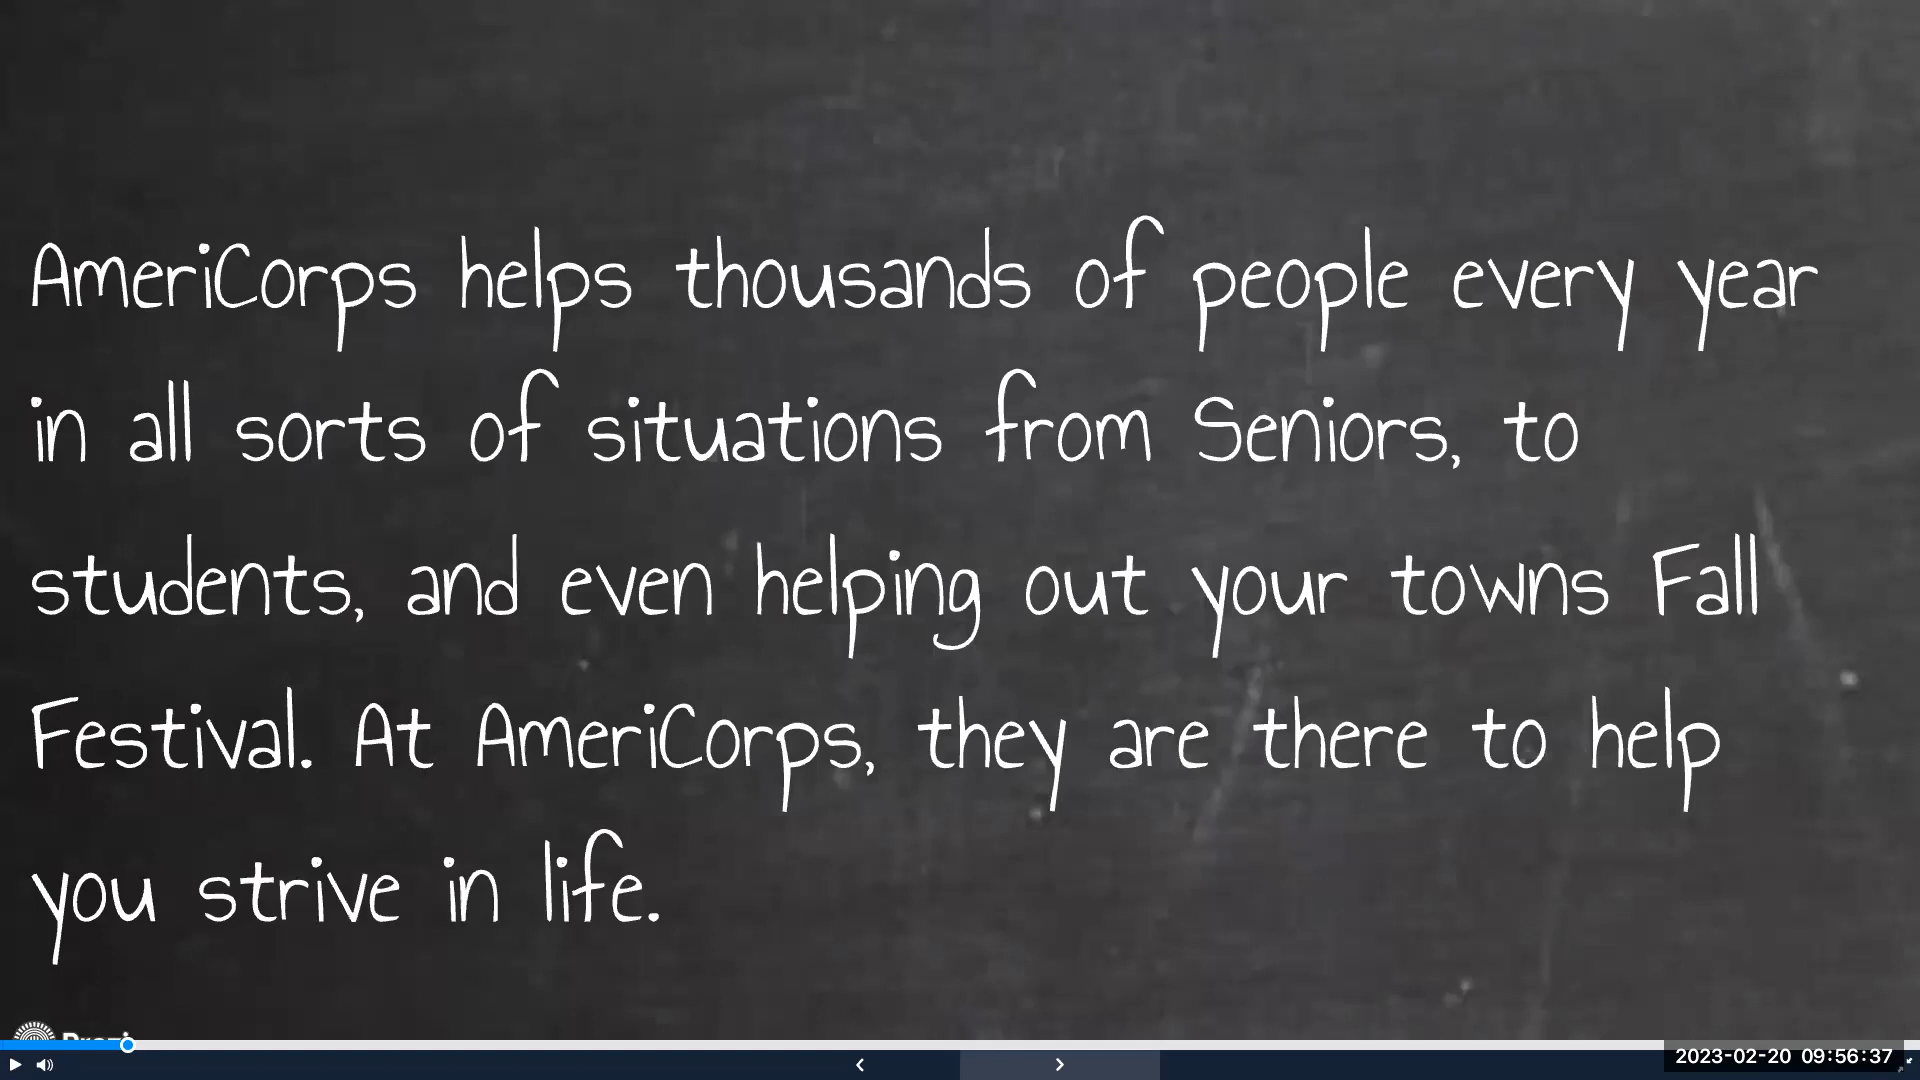 AmeriCorps helps thousands of people every year
in all sorts of situations from Seniors, to
students, and even helping out your towns Fall
Festival. At AmeriCorps, they are there to help
you strive in life.
Prezi
2023-02-20 09:56:37